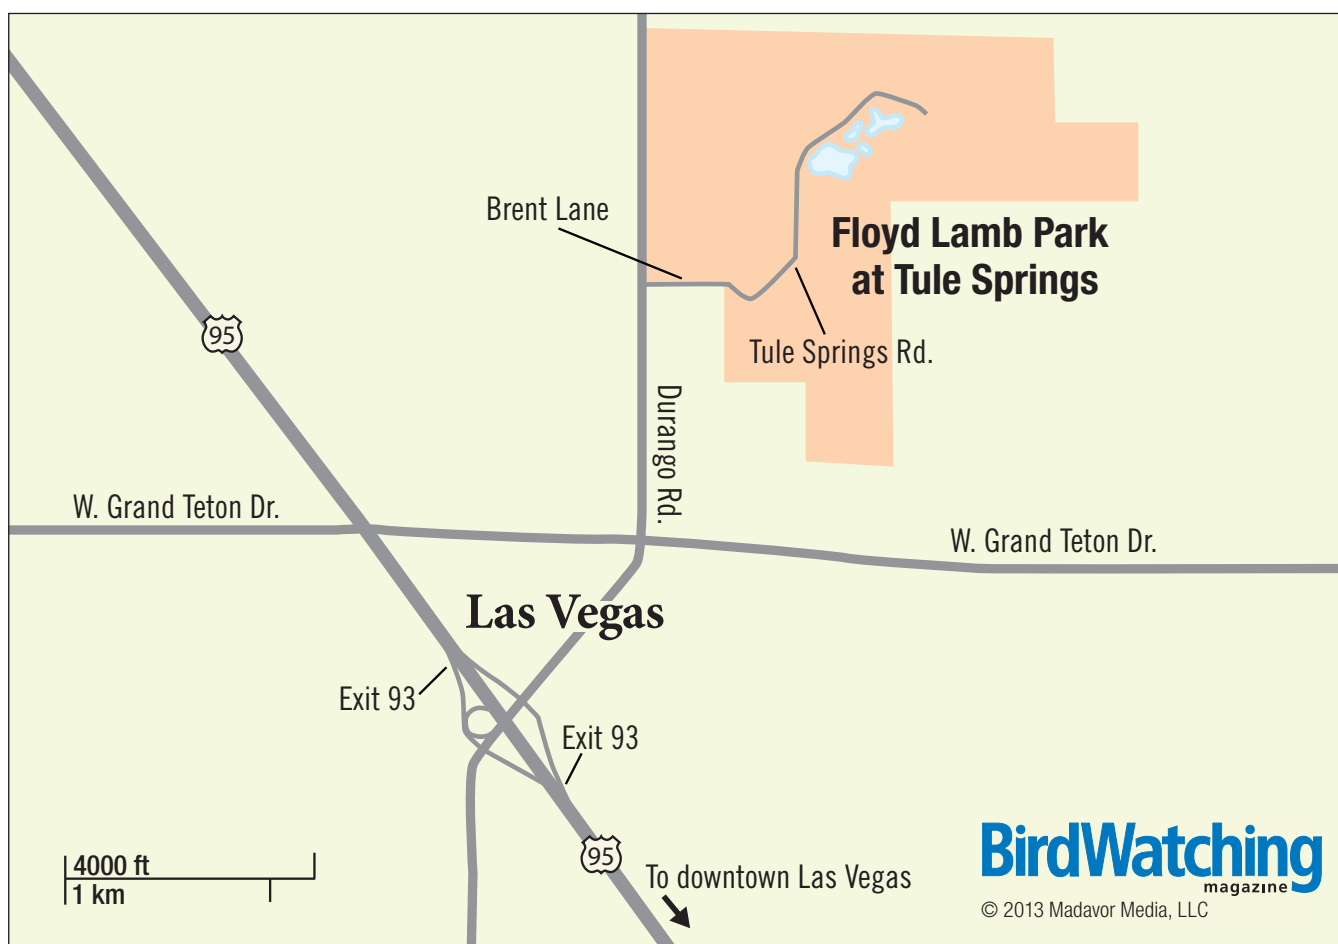 Brent Lane
Floyd Lamb Park
at Tule Springs
95
Tule Springs Rd.
Durango Rd.
W. Grand Teton Dr.
W. Grand Teton Dr.
Las Vegas
Exit 93
Exit 93
95
4000 ft
1 km
To downtown Las Vegas
BirdWatching
magazine
© 2013 Madavor Media, LLC